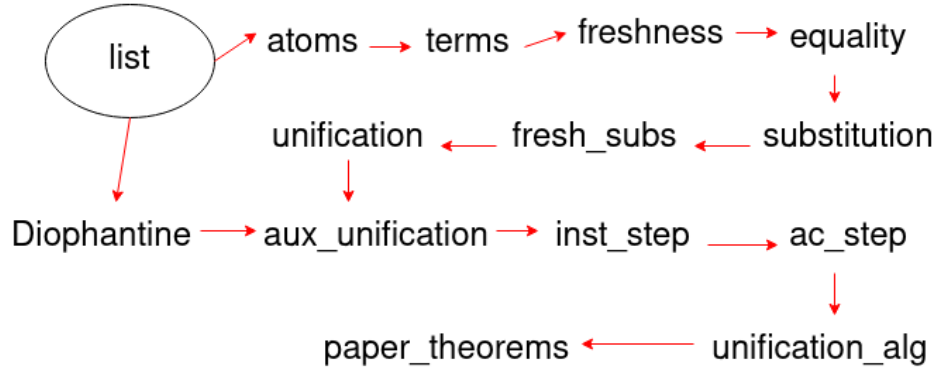 list
atoms terms freshness equality
unification fresh_subs substitution
Diophantine aux_unification inst_step ac_step
paper_theorems unification_alg